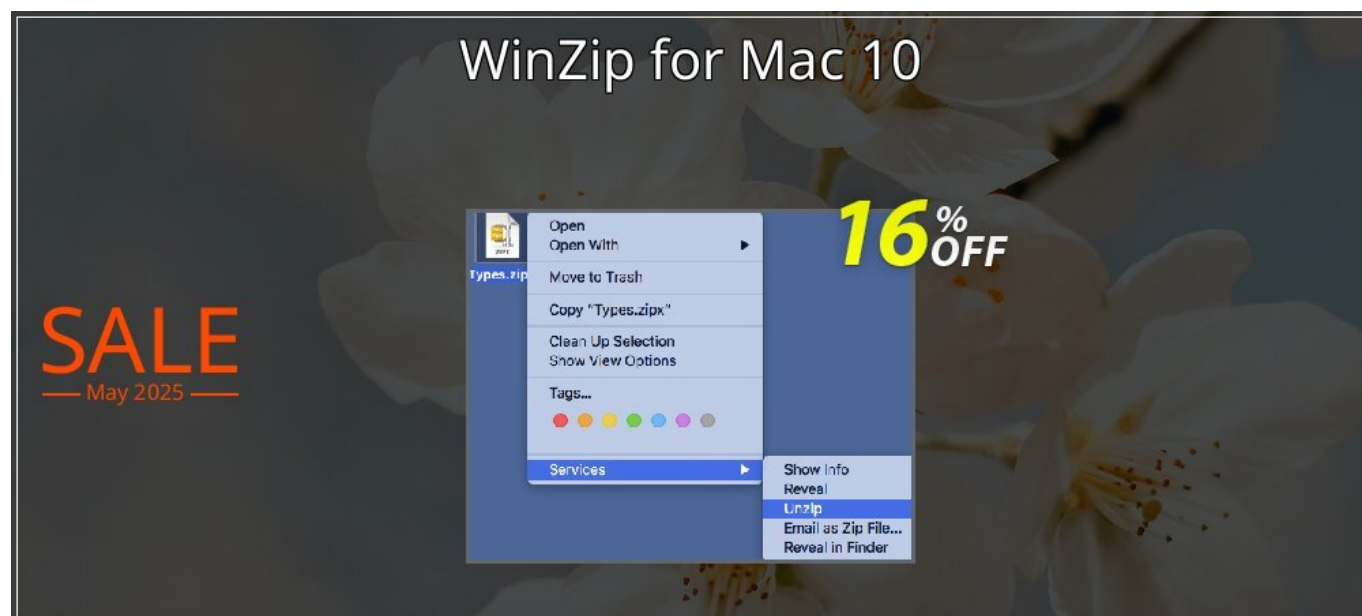 WinZip for Mac 10
16% OFF
SALE
May 2025
Types.zip
Open
Open With
Move to Trash
Copy "Types.zipx"
Clean Up Selection
Show View Options
Tags...
Services
Show Info
Reveal
Unzip
Email as Zip File...
Reveal in Finder